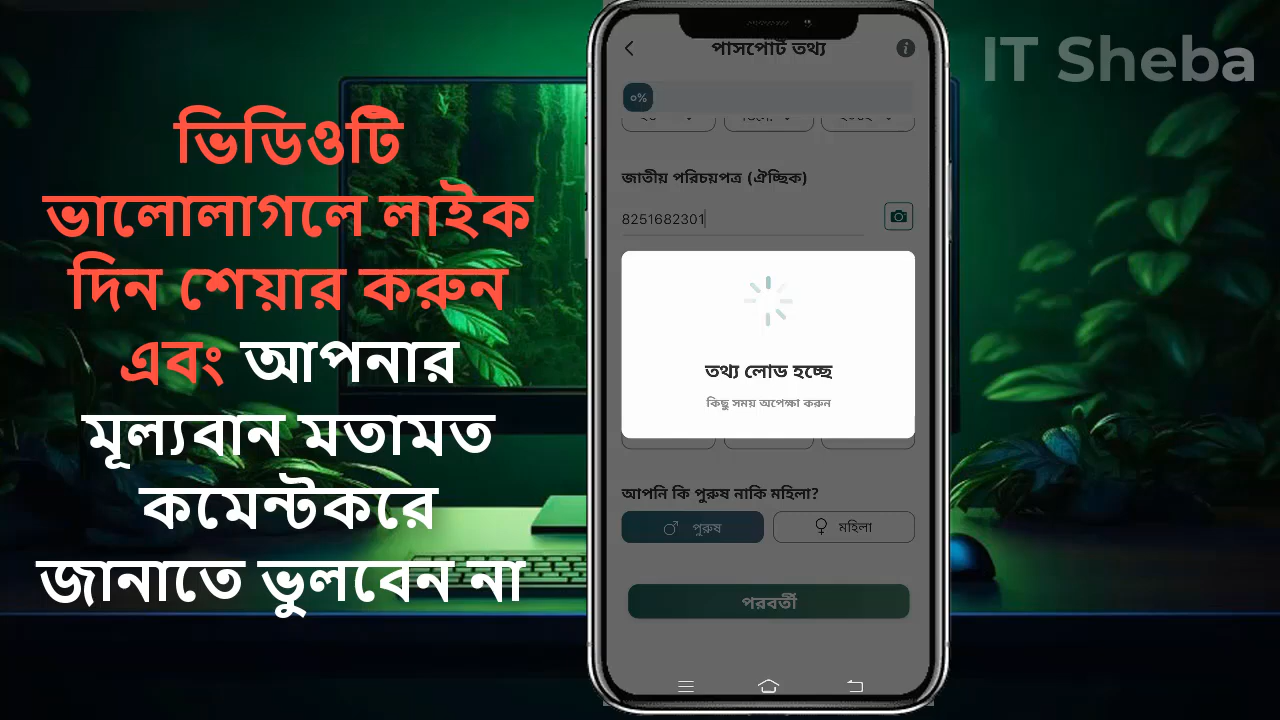 IT Sheba
ভিডিওটি
ভালোলাগলে লাইক
দিন শেয়ার করুন
এবং আপনার
মূল্যবান মতামত
কমেন্টকরে
জানাতে ভুলবেন না
পাসপোর্ট তথ্য
০%
জাতীয় পরিচয়পত্র (ঐচ্ছিক)
8251682301
তথ্য লোড হচ্ছে
কিছু সময় অপেক্ষা করুন
আপনি কি পুরুষ নাকি মহিলা?
পুরুষ মহিলা
পরবর্তী